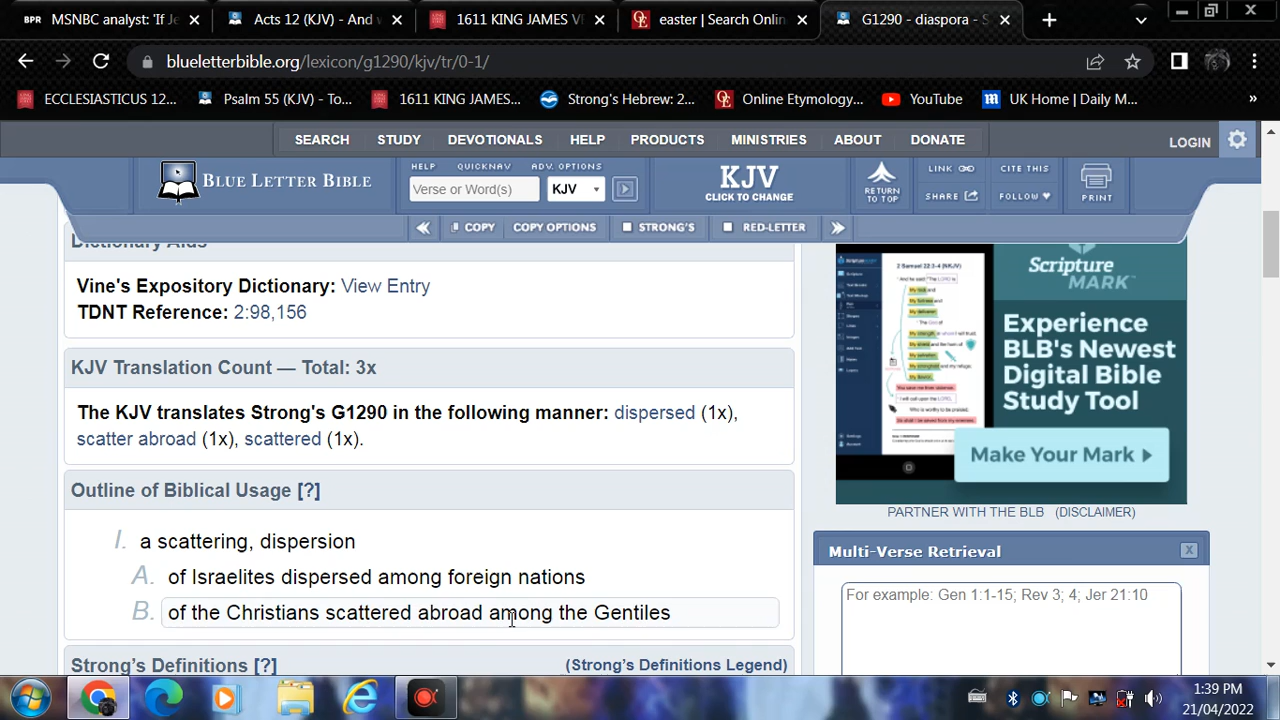 MSNBC analyst: 'If Je
Acts 12 (KJV) - And w
1611 KING JAMES VE
easter | Search Onlin
G1290 - diaspora - S
blueletterbible.org/lexicon/g1290/kjv/tr/0-1/
ECCLESIASTICUS 12...
Psalm 55 (KJV) - To...
1611 KING JAMES...
Strong's Hebrew: 2...
Online Etymology...
YouTube
UK Home | Daily M...
SEARCH STUDY DEVOTIONALS HELP PRODUCTS MINISTRIES ABOUT DONATE LOGIN
BLUE LETTER BIBLE
HELP QUICKNAV ADV. OPTIONS
Verse or Word(s) KJV
KJV
CLICK TO CHANGE
RETURN
TO TOP
LINK CITE THIS
SHARE FOLLOW
PRINT
COPY COPY OPTIONS STRONG'S RED-LETTER
Dictionary Aids
Vine's Expository Dictionary: View Entry
TDNT Reference: 2:98,156
KJV Translation Count — Total: 3x
The KJV translates Strong's G1290 in the following manner: dispersed (1x),
scatter abroad (1x), scattered (1x).
Outline of Biblical Usage [?]
I. a scattering, dispersion
A. of Israelites dispersed among foreign nations
B. of the Christians scattered abroad among the Gentiles
Strong's Definitions [?] (Strong's Definitions Legend)
2 Samuel 22:3-4 (NKJV)
Scripture
MARK
Experience
BLB's Newest
Digital Bible
Study Tool
Make Your Mark
PARTNER WITH THE BLB (DISCLAIMER)
Multi-Verse Retrieval
For example: Gen 1:1-15; Rev 3; 4; Jer 21:10
1:39 PM
21/04/2022